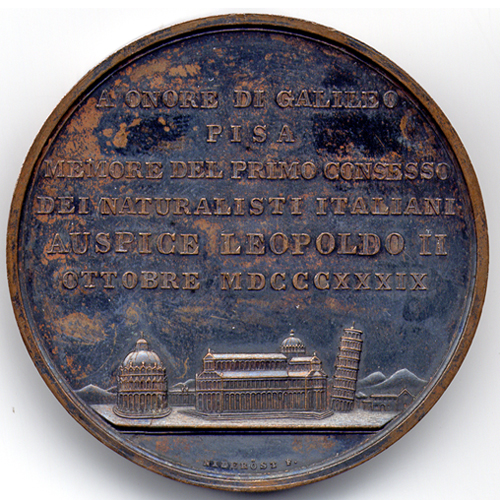 A ONORE DI GALILEO
PISA
MEMORE DEL PRIMO CONSESSO
DEI NATURALISTI ITALIANI
AUSPICE LEOPOLDO II
OTTOBRE MDCCCXXXIX